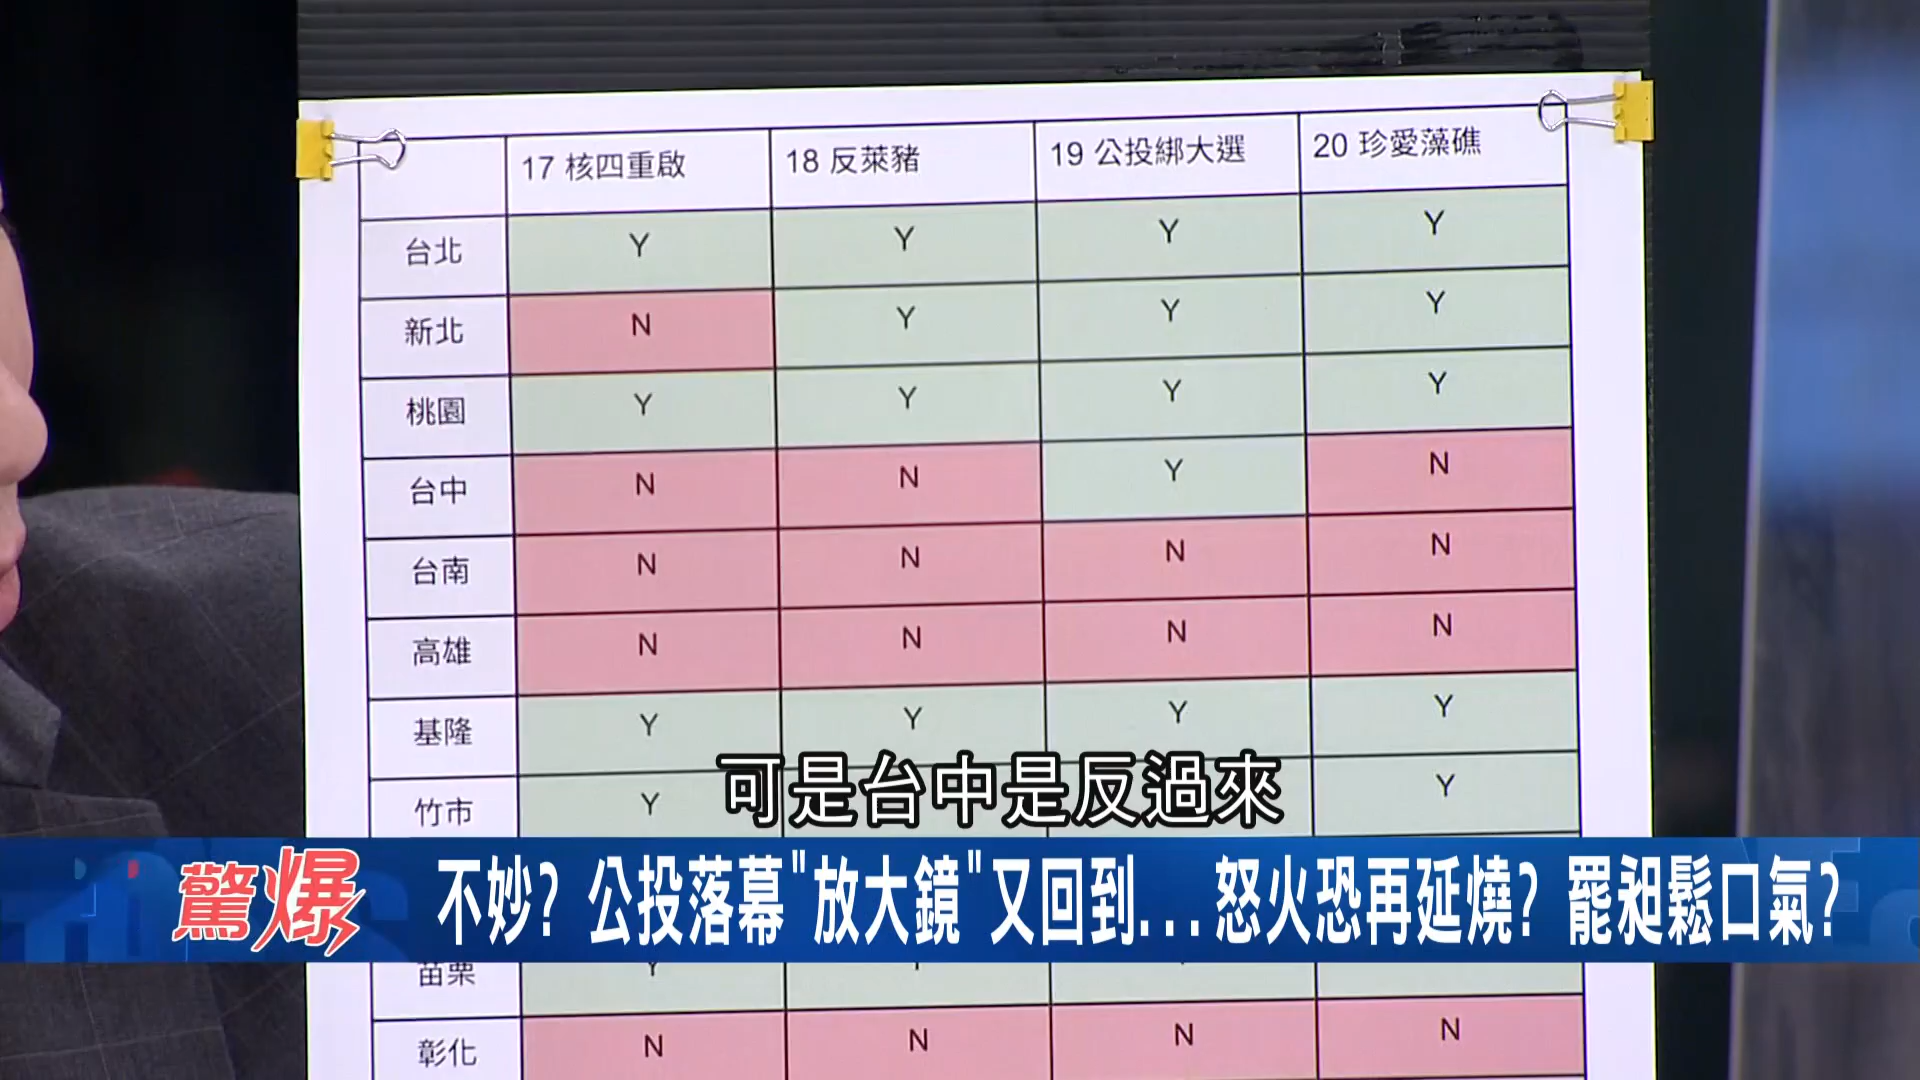 17 核四重啟 18 反萊豬 19 公投綁大選 20 珍愛藻礁
台北 Y Y Y Y
新北 N Y Y Y
桃園 Y Y Y Y
台中 N N Y N
台南 N N N N
高雄 N N N N
基隆 Y Y Y Y
竹市 Y Y
可是台中是反過來
驚爆 不妙? 公投落幕"放大鏡"又回到...怒火恐再延燒? 罷昶鬆口氣?
苗栗 Y
彰化 N N N N